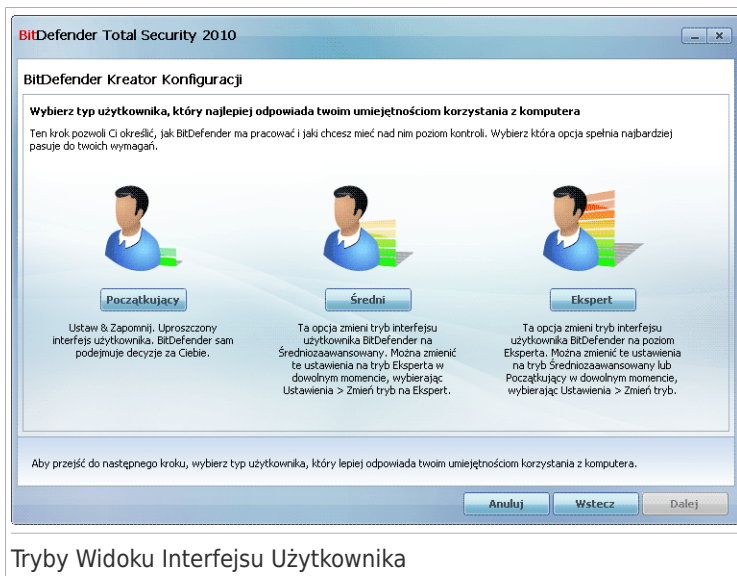 BitDefender Total Security 2010
BitDefender Kreator Konfiguracji
Wybierz typ użytkownika, który najlepiej odpowiada twoim umiejętnościom korzystania z komputera
Ten krok pozwoli Ci określić, jak BitDefender ma pracować i jaki chcesz mieć nad nim poziom kontroli. Wybierz która opcja spełnia najbardziej
pasuje do twoich wymagań.
Początkujący
Ustaw & Zapomnij. Uproszczony
interfejs użytkownika. BitDefender sam
podejmuje decyzje za Ciebie.
Średni
Ta opcja zmieni tryb interfejsu
użytkownika BitDefender na
Średniozaawansowany. Można zmienić
te ustawienia na tryb Eksperta w
dowolnym momencie, wybierając
Ustawienia > Zmień tryb na Ekspert.
Ekspert
Ta opcja zmieni tryb interfejsu
użytkownika BitDefender na poziom
Eksperta. Można zmienić te ustawienia
na tryb Średniozaawansowany lub
Początkujący w dowolnym momencie,
wybierając Ustawienia > Zmień tryb.
Aby przejść do następnego kroku, wybierz typ użytkownika, który lepiej odpowiada twoim umiejętnościom korzystania z komputera.
Anuluj
Wstecz
Dalej
Tryby Widoku Interfejsu Użytkownika